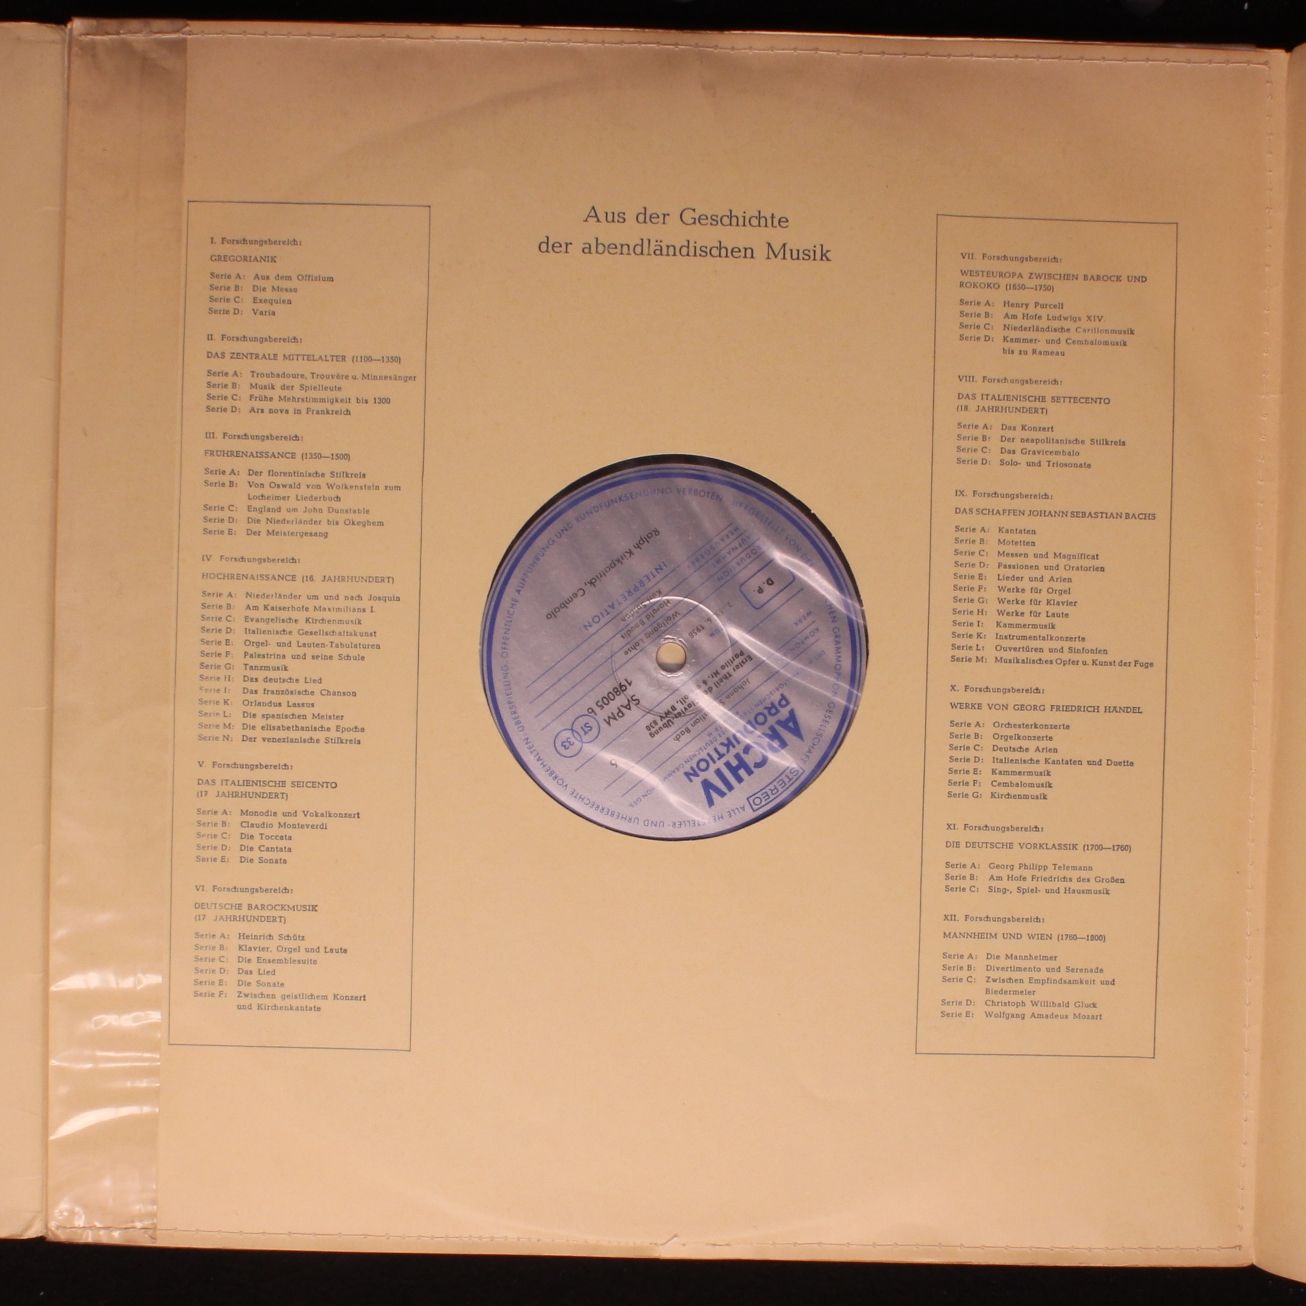 Aus der Geschichte
der abendländischen Musik
I. Forschungsbereich:
GREGORIANIK
Serie A: Aus dem Offizium
Serie B: Die Messe
Serie C: Exequien
Serie D: Varia
II. Forschungsbereich:
DAS ZENTRALE MITTELALTER (1100—1350)
Serie A: Troubadoure, Trouvère u. Minnesänger
Serie B: Musik der Spielleute
Serie C: Frühe Mehrstimmigkeit bis 1300
Serie D: Ars nova in Frankreich
III. Forschungsbereich:
FRÜHRENAISSANCE (1350—1500)
Serie A: Der florentinische Stilkreis
Serie B: Von Oswald von Wolkenstein zum
Locheimer Liederbuch
Serie C: England um John Dunstable
Serie D: Die Niederländer bis Okeghem
Serie E: Der Meistergesang
IV. Forschungsbereich:
HOCHRENAISSANCE (16. JAHRHUNDERT)
Serie A: Niederländer um und nach Josquin
Serie B: Am Kaiserhofe Maximilians I.
Serie C: Evangelische Kirchenmusik
Serie D: Italienische Gesellschaftskunst
Serie E: Orgel- und Lauten-Tabulaturen
Serie F: Palestrina und seine Schule
Serie G: Tanzmusik
Serie H: Das deutsche Lied
Serie I: Das französische Chanson
Serie K: Orlandus Lassus
Serie L: Die spanischen Meister
Serie M: Die elisabethanische Epoche
Serie N: Der venezianische Stilkreis
V. Forschungsbereich:
DAS ITALIENISCHE SEICENTO
(17. JAHRHUNDERT)
Serie A: Monodie und Vokalkonzert
Serie B: Claudio Monteverdi
Serie C: Die Toccata
Serie D: Die Cantata
Serie E: Die Sonata
VI. Forschungsbereich:
DEUTSCHE BAROCKMUSIK
(17. JAHRHUNDERT)
Serie A: Heinrich Schütz
Serie B: Klavier, Orgel und Laute
Serie C: Die Ensemblesuite
Serie D: Das Lied
Serie E: Die Sonate
Serie F: Zwischen geistlichem Konzert
und Kirchenkantate
ARCHIV
PRODUKTION
STEREO
D. P.
Partita Nr. 4
BWV 828
SAPM
198005 B
ST 33
INTERPRETATION:
Ralph Kirkpatrick, Cembalo
VII. Forschungsbereich:
WESTEUROPA ZWISCHEN BAROCK UND
ROKOKO (1650—1750)
Serie A: Henry Purcell
Serie B: Am Hofe Ludwigs XIV.
Serie C: Niederländische Carillonmusik
Serie D: Kammer- und Cembalomusik
bis zu Rameau
VIII. Forschungsbereich:
DAS ITALIENISCHE SETTECENTO
(18. JAHRHUNDERT)
Serie A: Das Konzert
Serie B: Der neapolitanische Stilkreis
Serie C: Das Gravicembalo
Serie D: Solo- und Triosonate
IX. Forschungsbereich:
DAS SCHAFFEN JOHANN SEBASTIAN BACHS
Serie A: Kantaten
Serie B: Motetten
Serie C: Messen und Magnificat
Serie D: Passionen und Oratorien
Serie E: Lieder und Arien
Serie F: Werke für Orgel
Serie G: Werke für Klavier
Serie H: Werke für Laute
Serie I: Kammermusik
Serie K: Instrumentalkonzerte
Serie L: Ouvertüren und Sinfonien
Serie M: Musikalisches Opfer u. Kunst der Fuge
X. Forschungsbereich:
WERKE VON GEORG FRIEDRICH HÄNDEL
Serie A: Orchesterkonzerte
Serie B: Orgelkonzerte
Serie C: Deutsche Arien
Serie D: Italienische Kantaten und Duette
Serie E: Kammermusik
Serie F: Cembalomusik
Serie G: Kirchenmusik
XI. Forschungsbereich:
DIE DEUTSCHE VORKLASSIK (1700—1760)
Serie A: Georg Philipp Telemann
Serie B: Am Hofe Friedrichs des Großen
Serie C: Sing-, Spiel- und Hausmusik
XII. Forschungsbereich:
MANNHEIM UND WIEN (1760—1800)
Serie A: Die Mannheimer
Serie B: Divertimento und Serenade
Serie C: Zwischen Empfindsamkeit und
Biedermeier
Serie D: Christoph Willibald Gluck
Serie E: Wolfgang Amadeus Mozart